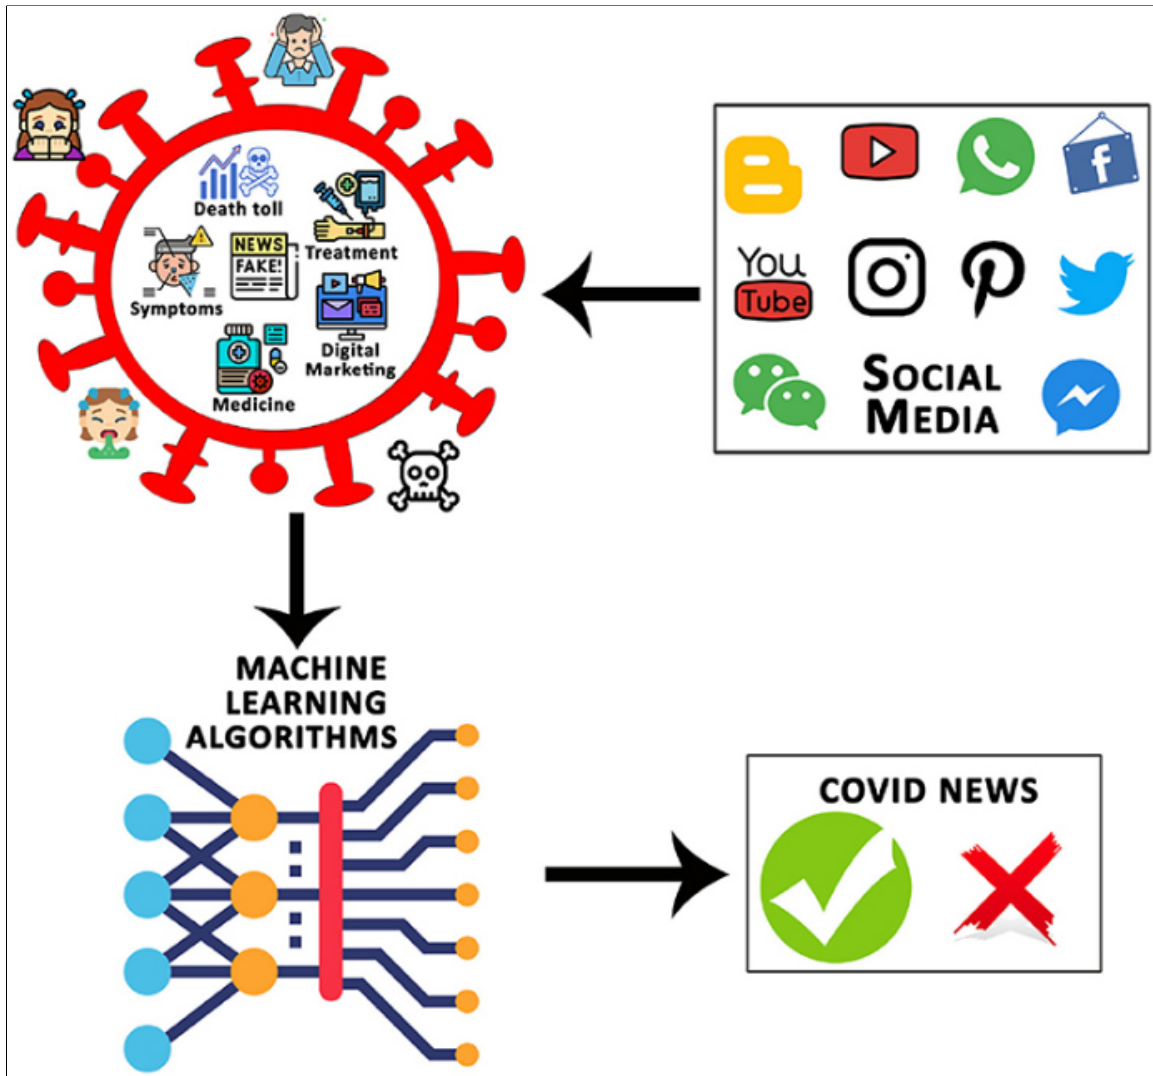 Death toll
NEWS
FAKE!
Treatment
Symptoms
Digital
Marketing
Medicine
f
You
Tube
SOCIAL
MEDIA
MACHINE
LEARNING
ALGORITHMS
COVID NEWS